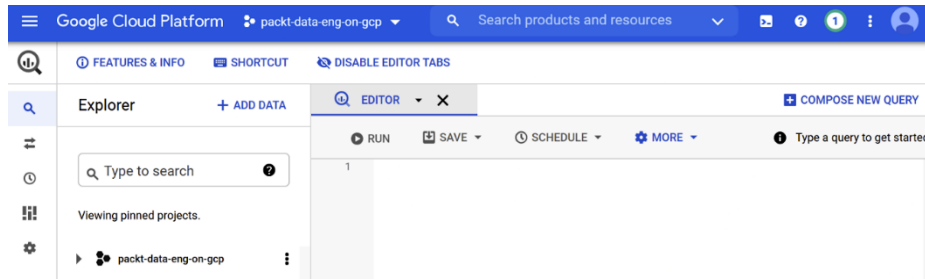 Google Cloud Platform packt-data-eng-on-gcp Search products and resources 1
FEATURES & INFO SHORTCUT DISABLE EDITOR TABS
Explorer + ADD DATA EDITOR COMPOSE NEW QUERY
RUN SAVE SCHEDULE MORE Type a query to get started
Type to search
1
Viewing pinned projects.
packt-data-eng-on-gcp